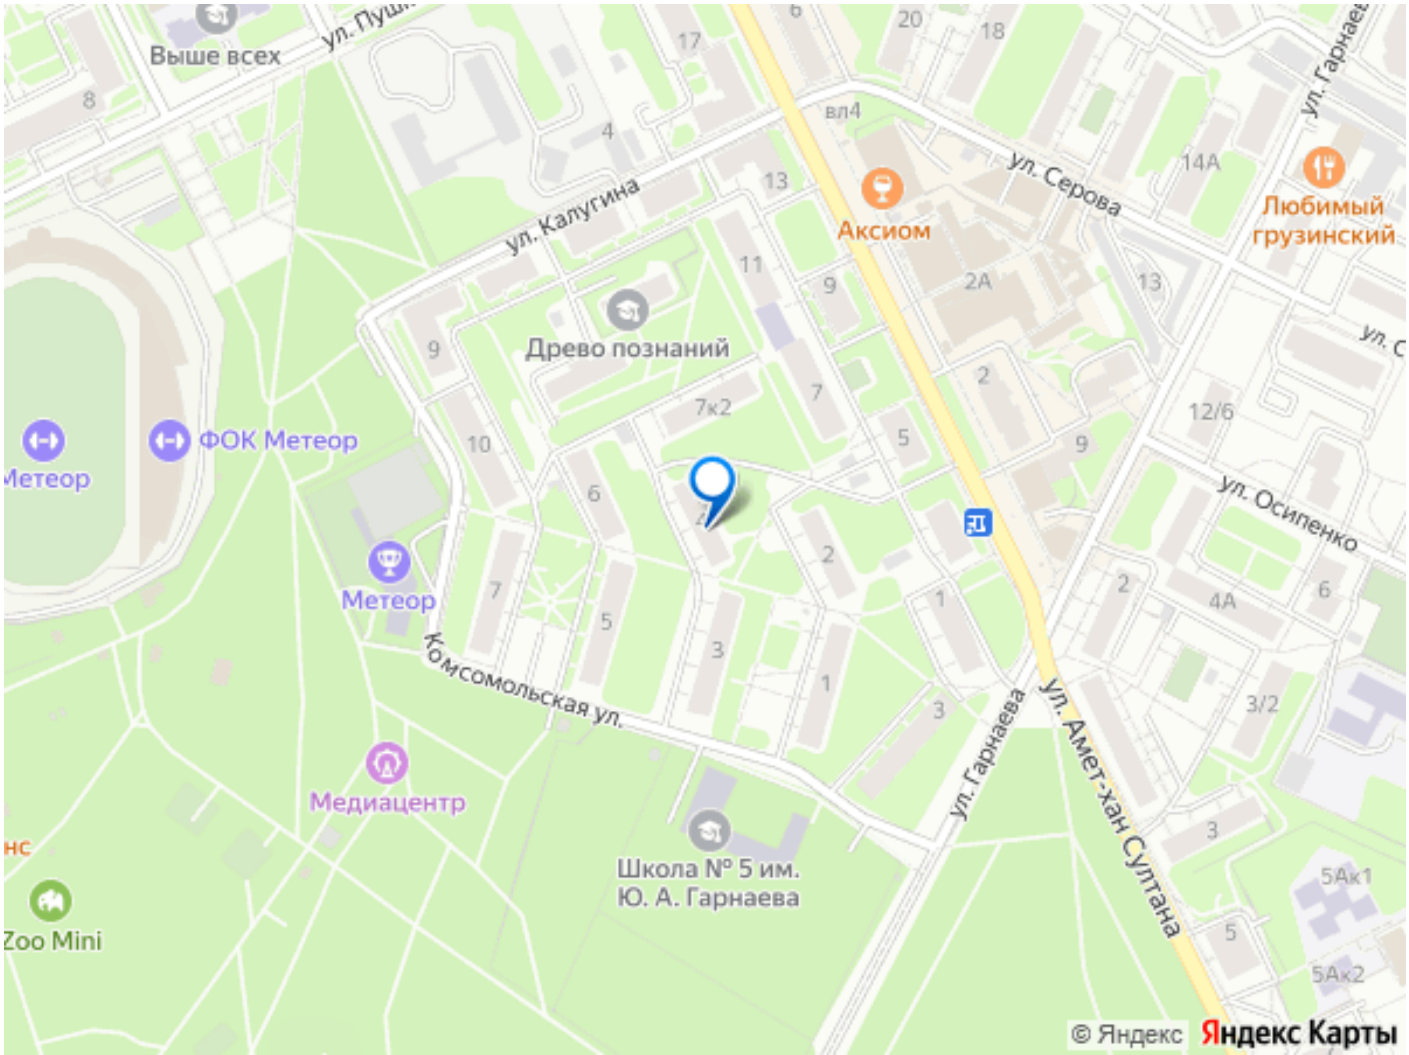 ул. Пушк
Выше всех
17
6
20
18
ул. Гарнаев
8
4
вл4
ул. Серова
14А
Любимый
грузинский
13
ул. Калугина
Аксиом
11
9
2А
13
Древо познаний
9
ул. С
7к2
7
2
12/6
ФОК Метеор
10
5
9
Метеор
6
ул. Осипенко
2
Метеор
7
5
3
1
1
2
4А
6
Комсомольская ул.
3
3/2
ул. Гарнаева
ул. Амет-хан Султана
Медиацентр
нс
Школа № 5 им.
Ю. А. Гарнаева
3
5Ак1
Zoo Mini
5
5Ак2
© Яндекс Яндекс Карты